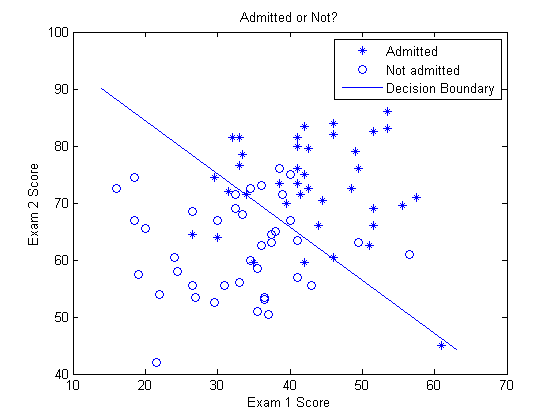 Admitted or Not?
Admitted
Not admitted
Decision Boundary
100
90
80
70
60
50
40
Exam 2 Score
10
20
30
40
50
60
70
Exam 1 Score